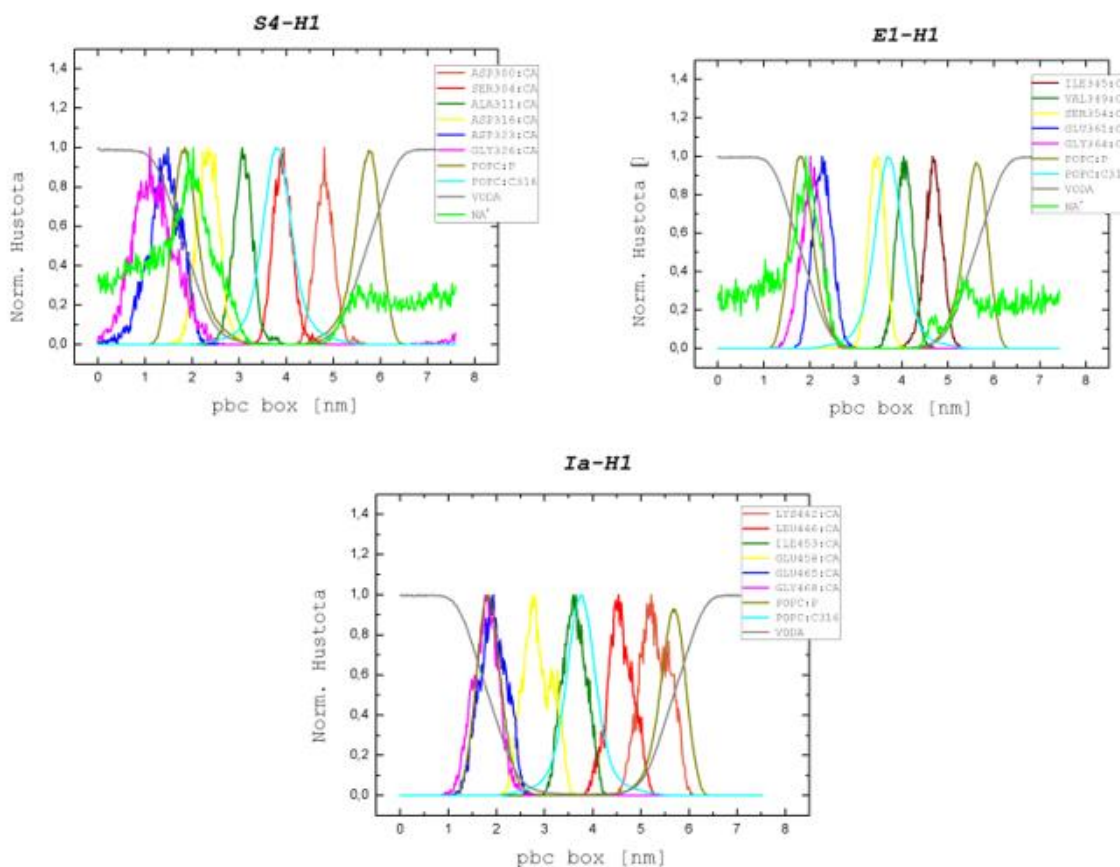 S4-H1
Norm. Hustota
1,4
1,2
1,0
0,8
0,6
0,4
0,2
0,0
0 1 2 3 4 5 6 7 8
pbc box [nm]
ASP300:CA
SER304:CA
ALA311:CA
ASP316:CA
ASP323:CA
GLY326:CA
POPC:P
POPC:C316
VODA
NA+
E1-H1
Norm. Hustota []
1,4
1,2
1,0
0,8
0,6
0,4
0,2
0,0
0 1 2 3 4 5 6 7 8
pbc box [nm]
ILE345:C
VAL349:C
SER354:C
GLU361:C
GLY364:C
POPC:P
POPC:C31
VODA
NA+
Ia-H1
Norm. Hustota
1,4
1,2
1,0
0,8
0,6
0,4
0,2
0,0
0 1 2 3 4 5 6 7 8
pbc box [nm]
LYS442:CA
LEU446:CA
ILE453:CA
GLU458:CA
GLU465:CA
GLY468:CA
POPC:P
POPC:C316
VODA